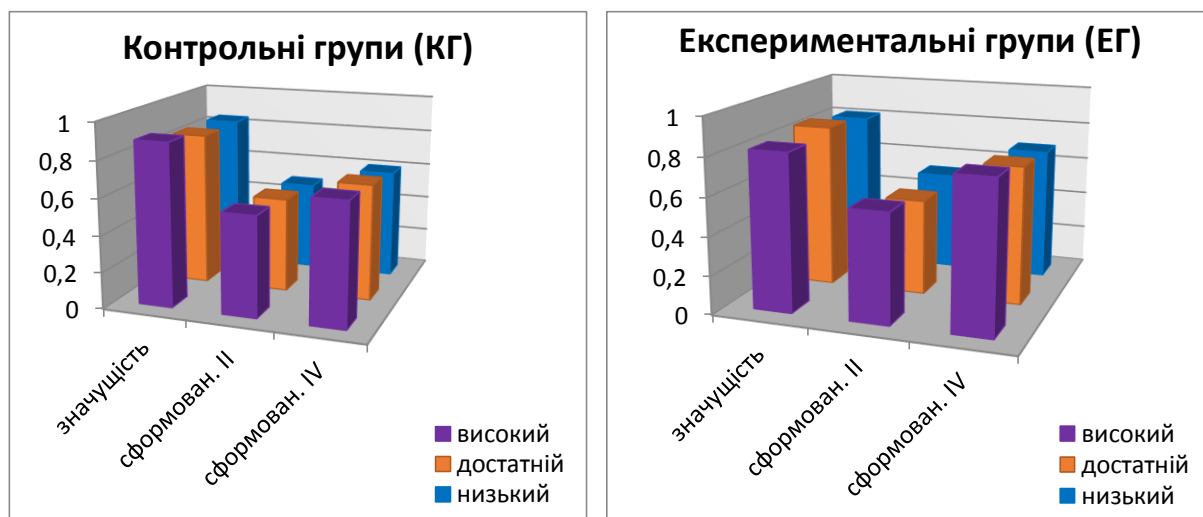 Контрольні групи (КГ)
1
0,8
0,6
0,4
0,2
0
значущість
сформован. II
сформован. IV
високий
достатній
низький
Експериментальні групи (ЕГ)
1
0,8
0,6
0,4
0,2
0
значущість
сформован. II
сформован. IV
високий
достатній
низький